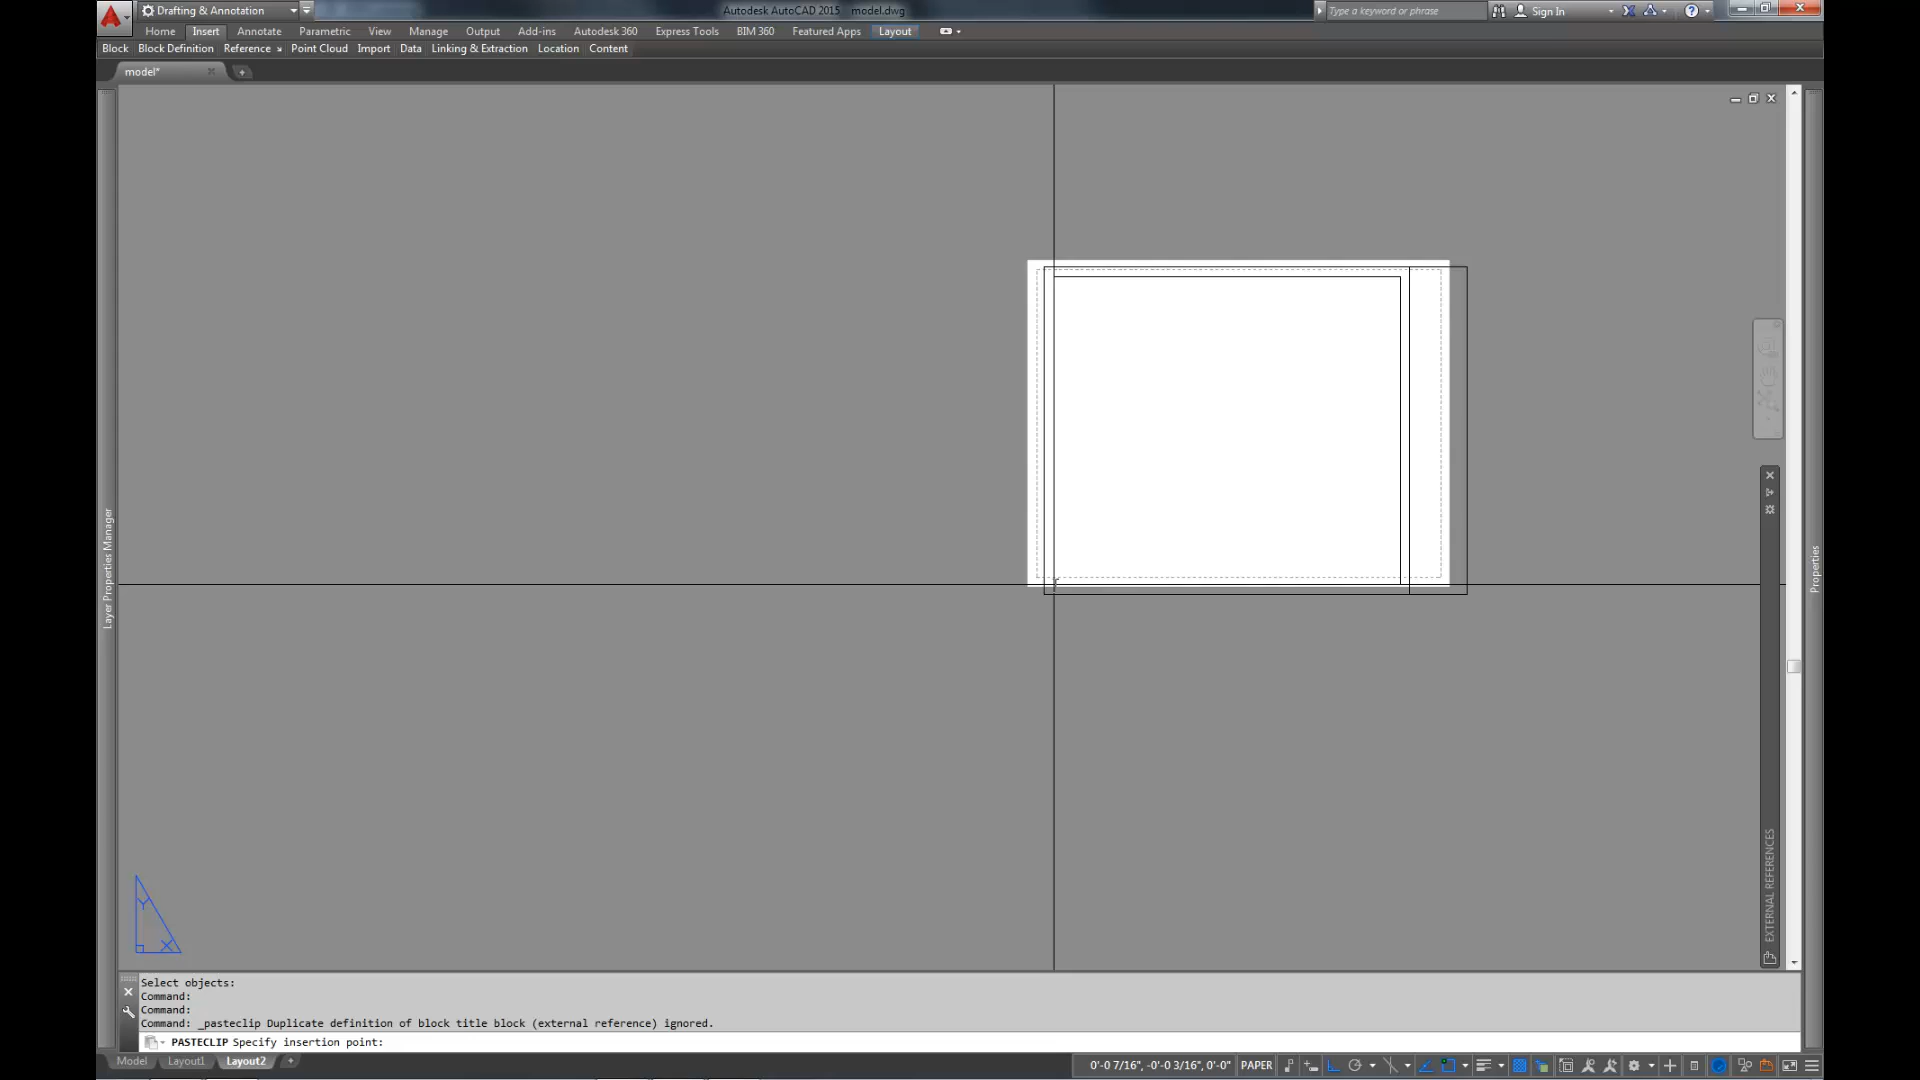 Drafting & Annotation
Autodesk AutoCAD 2015 model.dwg
Type a keyword or phrase
Sign In
Home Insert Annotate Parametric View Manage Output Add-ins Autodesk 360 Express Tools BIM 360 Featured Apps Layout
Block Block Definition Reference Point Cloud Import Data Linking & Extraction Location Content
model*
Layer Properties Manager
Properties
EXTERNAL REFERENCES
Y
X
Select objects:
Command:
Command:
Command: _pasteclip Duplicate definition of block title block (external reference) ignored.
PASTECLIP Specify insertion point:
Model Layout1 Layout2 +
0'-0 7/16", -0'-0 3/16", 0'-0" PAPER